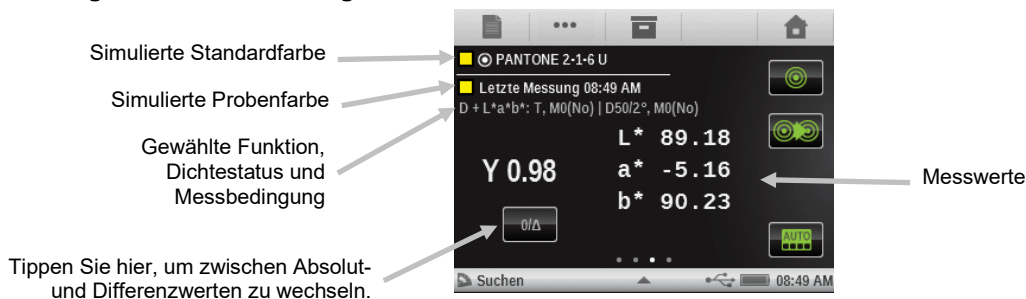 Simulierte Standardfarbe
Simulierte Probenfarbe
Gewählte Funktion,
Dichtestatus und
Messbedingung
Tippen Sie hier, um zwischen Absolut-
und Differenzwerten zu wechseln.
PANTONE 2-1-6 U
Letzte Messung 08:49 AM
D + L*a*b*: T, M0(No) | D50/2°, M0(No)
L* 89.18
Y 0.98 a* -5.16
b* 90.23
0/Δ
AUTO
Suchen 08:49 AM
Messwerte